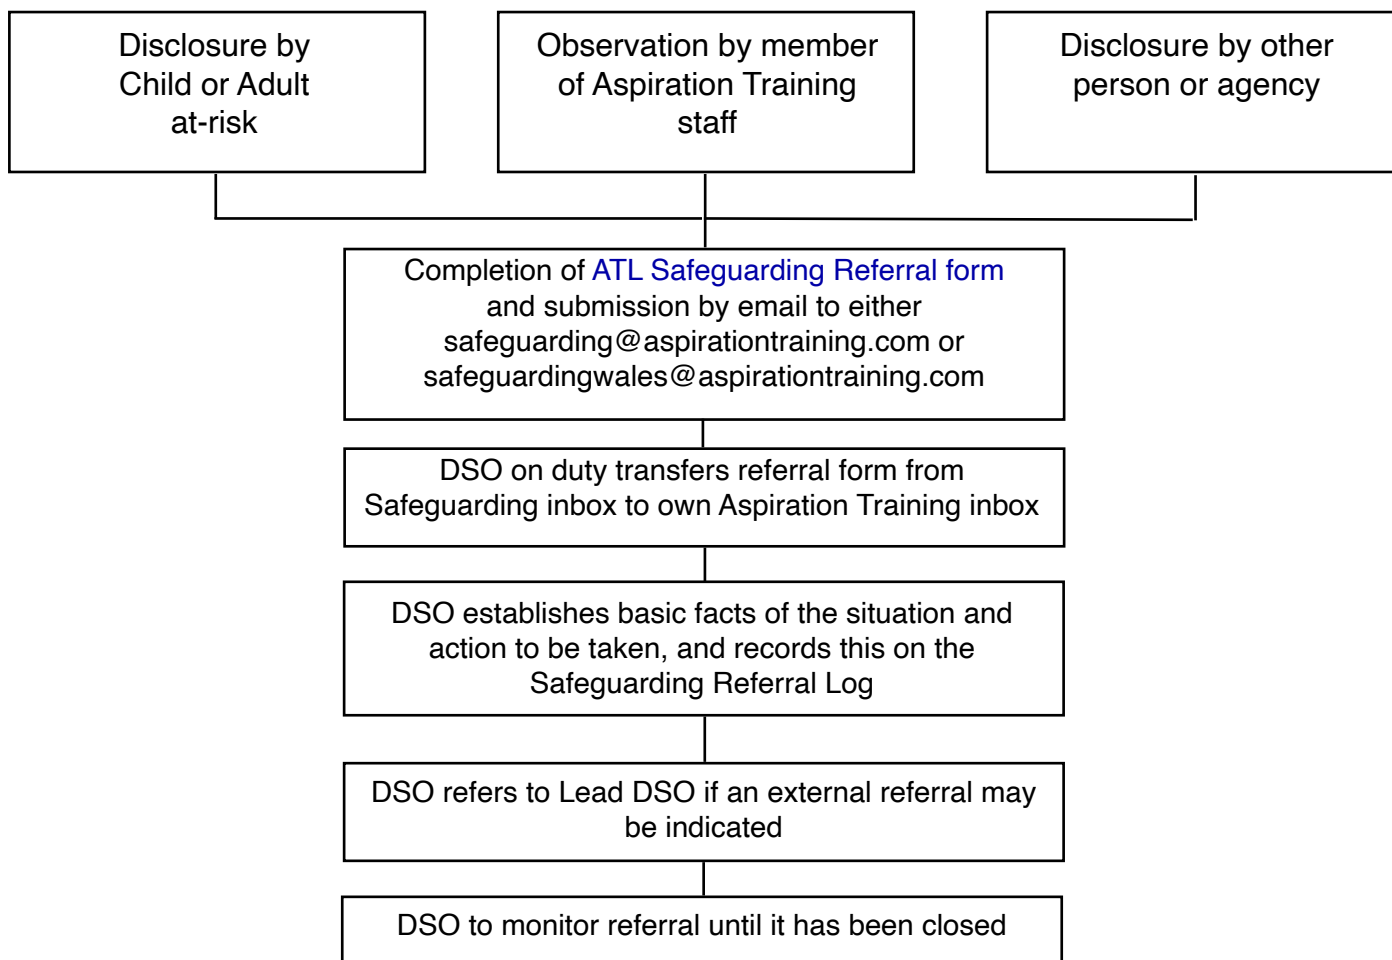 Disclosure by
Child or Adult
at-risk
Observation by member
of Aspiration Training
staff
Disclosure by other
person or agency
Completion of ATL Safeguarding Referral form
and submission by email to either
safeguarding@aspirationtraining.com or
safeguardingwales@aspirationtraining.com
DSO on duty transfers referral form from
Safeguarding inbox to own Aspiration Training inbox
DSO establishes basic facts of the situation and
action to be taken, and records this on the
Safeguarding Referral Log
DSO refers to Lead DSO if an external referral may
be indicated
DSO to monitor referral until it has been closed